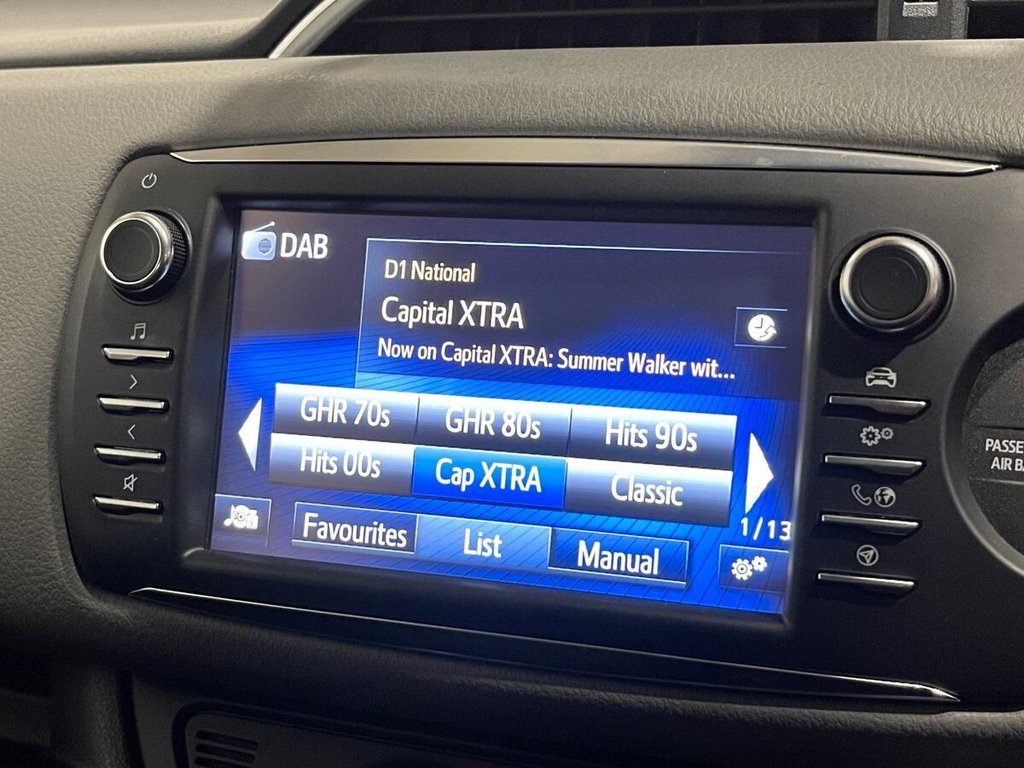 DAB
D1 National
Capital XTRA
Now on Capital XTRA: Summer Walker wit...
GHR 70s GHR 80s Hits 90s
Hits 00s Cap XTRA Classic
1/13
Favourites List Manual
PASSE
AIR B